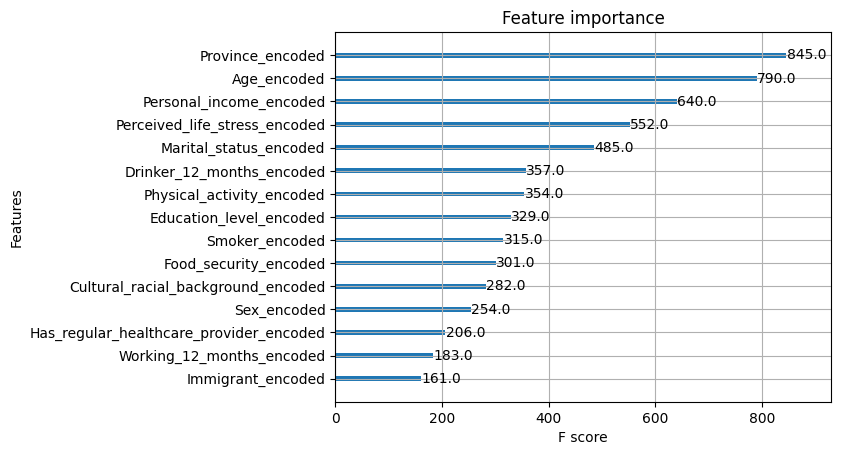 Feature importance
Features
Province_encoded 845.0
Age_encoded 790.0
Personal_income_encoded 640.0
Perceived_life_stress_encoded 552.0
Marital_status_encoded 485.0
Drinker_12_months_encoded 357.0
Physical_activity_encoded 354.0
Education_level_encoded 329.0
Smoker_encoded 315.0
Food_security_encoded 301.0
Cultural_racial_background_encoded 282.0
Sex_encoded 254.0
Has_regular_healthcare_provider_encoded 206.0
Working_12_months_encoded 183.0
Immigrant_encoded 161.0
0 200 400 600 800
F score